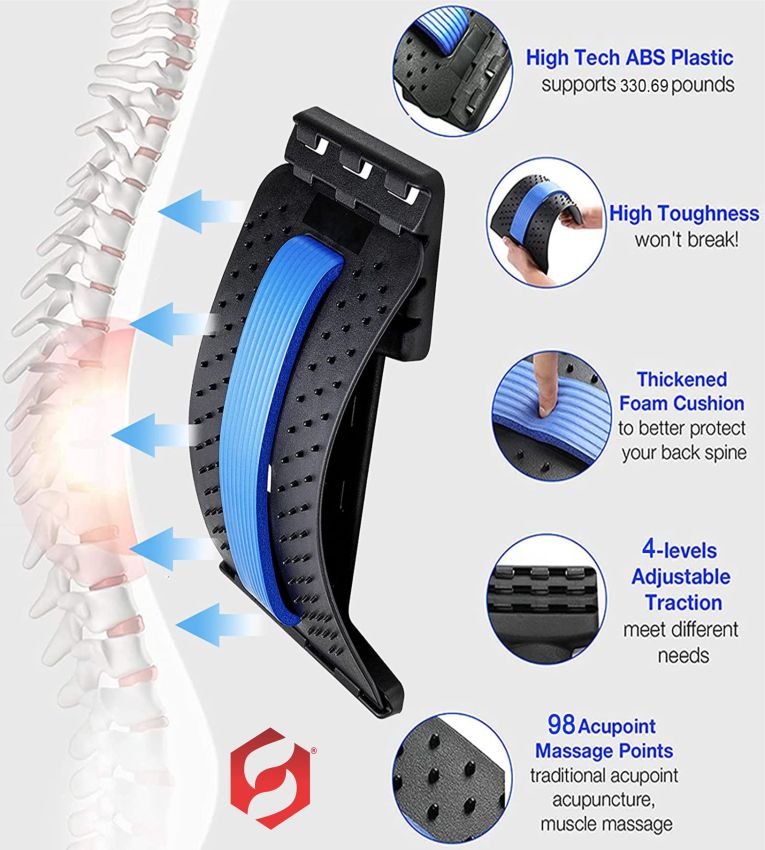 High Tech ABS Plastic
supports 330.69 pounds
High Toughness
won't break!
Thickened
Foam Cushion
to better protect
your back spine
4-levels
Adjustable
Traction
meet different
needs
98 Acupoint
Massage Points
traditional acupoint
acupuncture,
muscle massage
®